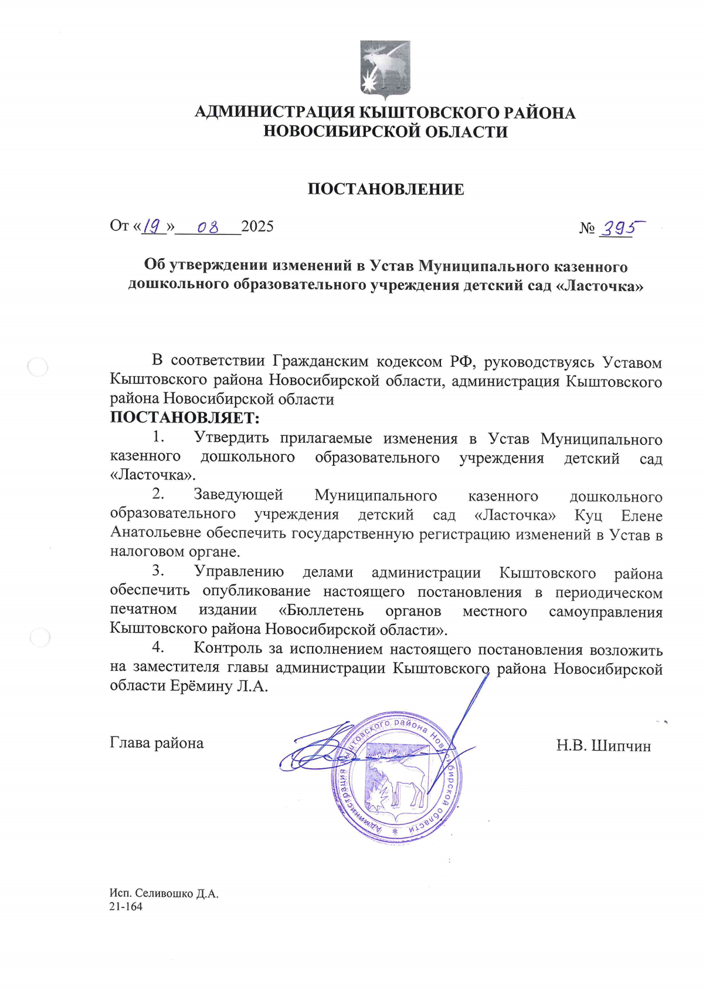 АДМИНИСТРАЦИЯ КЫШТОВСКОГО РАЙОНА
НОВОСИБИРСКОЙ ОБЛАСТИ
ПОСТАНОВЛЕНИЕ
От «19» 08 2025 № 395
Об утверждении изменений в Устав Муниципального казенного
дошкольного образовательного учреждения детский сад «Ласточка»
В соответствии Гражданским кодексом РФ, руководствуясь Уставом
Кыштовского района Новосибирской области, администрация Кыштовского
района Новосибирской области
ПОСТАНОВЛЯЕТ:
1. Утвердить прилагаемые изменения в Устав Муниципального
казенного дошкольного образовательного учреждения детский сад
«Ласточка».
2. Заведующей Муниципального казенного дошкольного
образовательного учреждения детский сад «Ласточка» Куц Елене
Анатольевне обеспечить государственную регистрацию изменений в Устав в
налоговом органе.
3. Управлению делами администрации Кыштовского района
обеспечить опубликование настоящего постановления в периодическом
печатном издании «Бюллетень органов местного самоуправления
Кыштовского района Новосибирской области».
4. Контроль за исполнением настоящего постановления возложить
на заместителя главы администрации Кыштовского района Новосибирской
области Ерёмину Л.А.
Глава района Н.В. Шипчин
Администрация Кыштовского района Новосибирской области *
Исп. Селивошко Д.А.
21-164